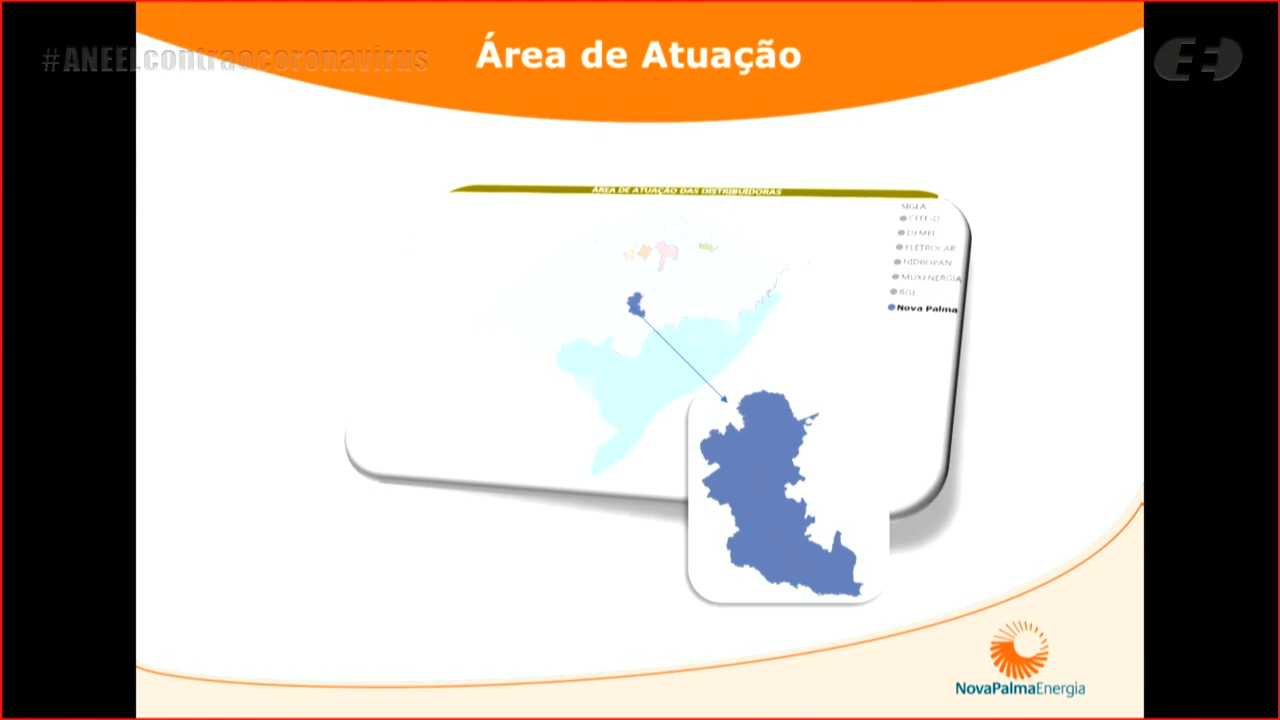 #ANEELcontraocoronavirus
Área de Atuação
ÁREA DE ATUAÇÃO DAS DISTRIBUIDORAS
SIGLA
CEEE-D
DEMEI
ELETROCAR
HIDROPAN
MUXENERGIA
RGE
Nova Palma
NovaPalmaEnergia